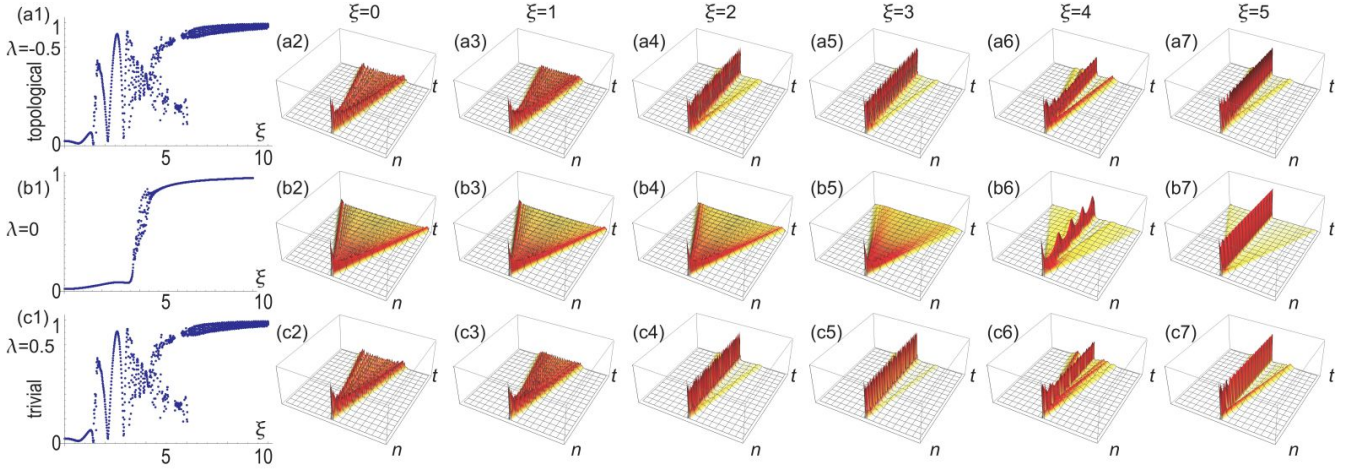 ξ=0 ξ=1 ξ=2 ξ=3 ξ=4 ξ=5
(a1) 1 λ=-0.5 topological 0 5 10 ξ
(a2) t n (a3) t n (a4) t n (a5) t n (a6) t n (a7) t n
(b1) 1 λ=0 0 5 10 ξ
(b2) t n (b3) t n (b4) t n (b5) t n (b6) t n (b7) t n
(c1) 1 λ=0.5 trivial 0 5 10 ξ
(c2) t n (c3) t n (c4) t n (c5) t n (c6) t n (c7) t n